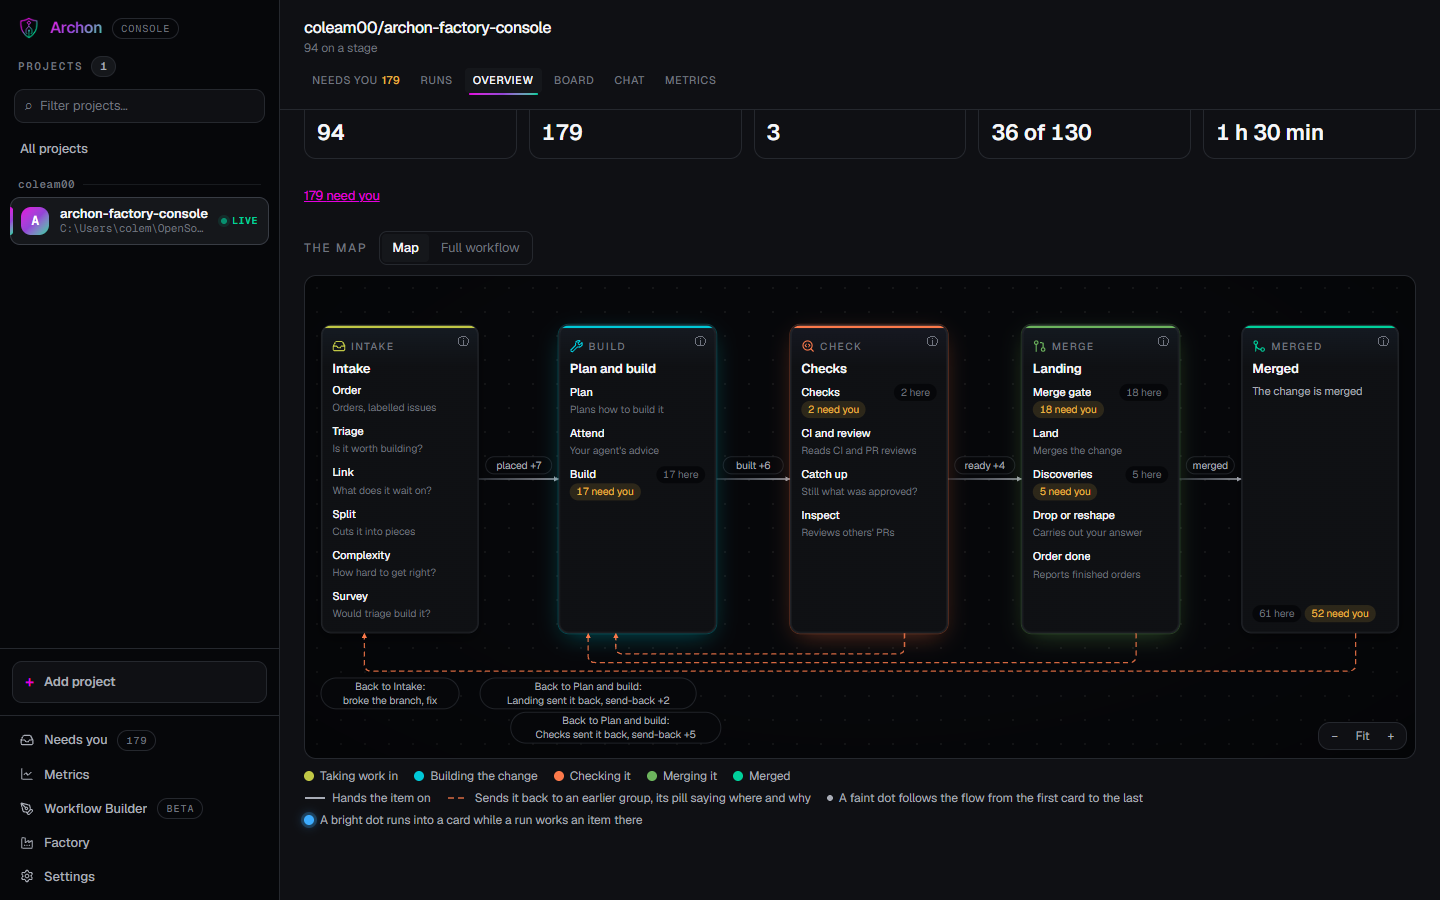 Archon CONSOLE
PROJECTS 1
Filter projects…
All projects
coleam00
A archon-factory-console LIVE
C:\Users\colem\OpenSo…
+ Add project
Needs you 179
Metrics
Workflow Builder BETA
Factory
Settings
coleam00/archon-factory-console
94 on a stage
NEEDS YOU 179 RUNS OVERVIEW BOARD CHAT METRICS
94 179 3 36 of 130 1 h 30 min
179 need you
THE MAP Map Full workflow
INTAKE
Intake
Order
Orders, labelled issues
Triage
Is it worth building?
Link
What does it wait on?
Split
Cuts it into pieces
Complexity
How hard to get right?
Survey
Would triage build it?
placed +7
BUILD
Plan and build
Plan
Plans how to build it
Attend
Your agent's advice
Build 17 here
17 need you
built +6
CHECK
Checks
Checks 2 here
2 need you
CI and review
Reads CI and PR reviews
Catch up
Still what was approved?
Inspect
Reviews others' PRs
ready +4
MERGE
Landing
Merge gate 18 here
18 need you
Land
Merges the change
Discoveries 5 here
5 need you
Drop or reshape
Carries out your answer
Order done
Reports finished orders
merged
MERGED
Merged
The change is merged
61 here 52 need you
Back to Intake:
broke the branch, fix
Back to Plan and build:
Landing sent it back, send-back +2
Back to Plan and build:
Checks sent it back, send-back +5
− Fit +
Taking work in Building the change Checking it Merging it Merged
Hands the item on Sends it back to an earlier group, its pill saying where and why A faint dot follows the flow from the first card to the last
A bright dot runs into a card while a run works an item there